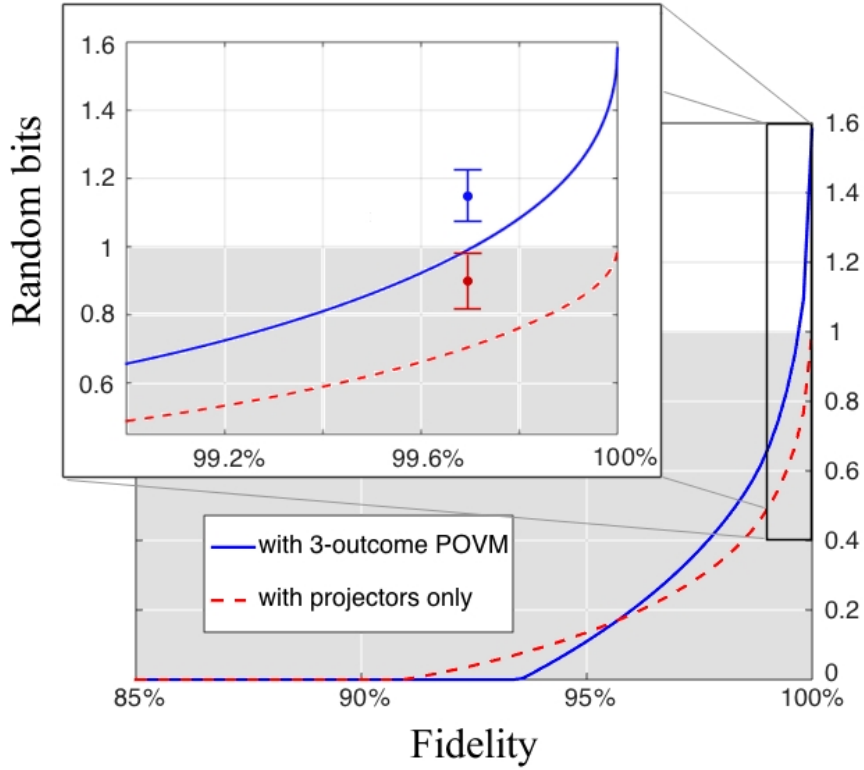 1.6
1.4
1.2
1
0.8
0.6
99.2% 99.6% 100%
Random bits
1.6
1.4
1.2
1
0.8
0.6
0.4
0.2
0
with 3-outcome POVM
with projectors only
85% 90% 95% 100%
Fidelity